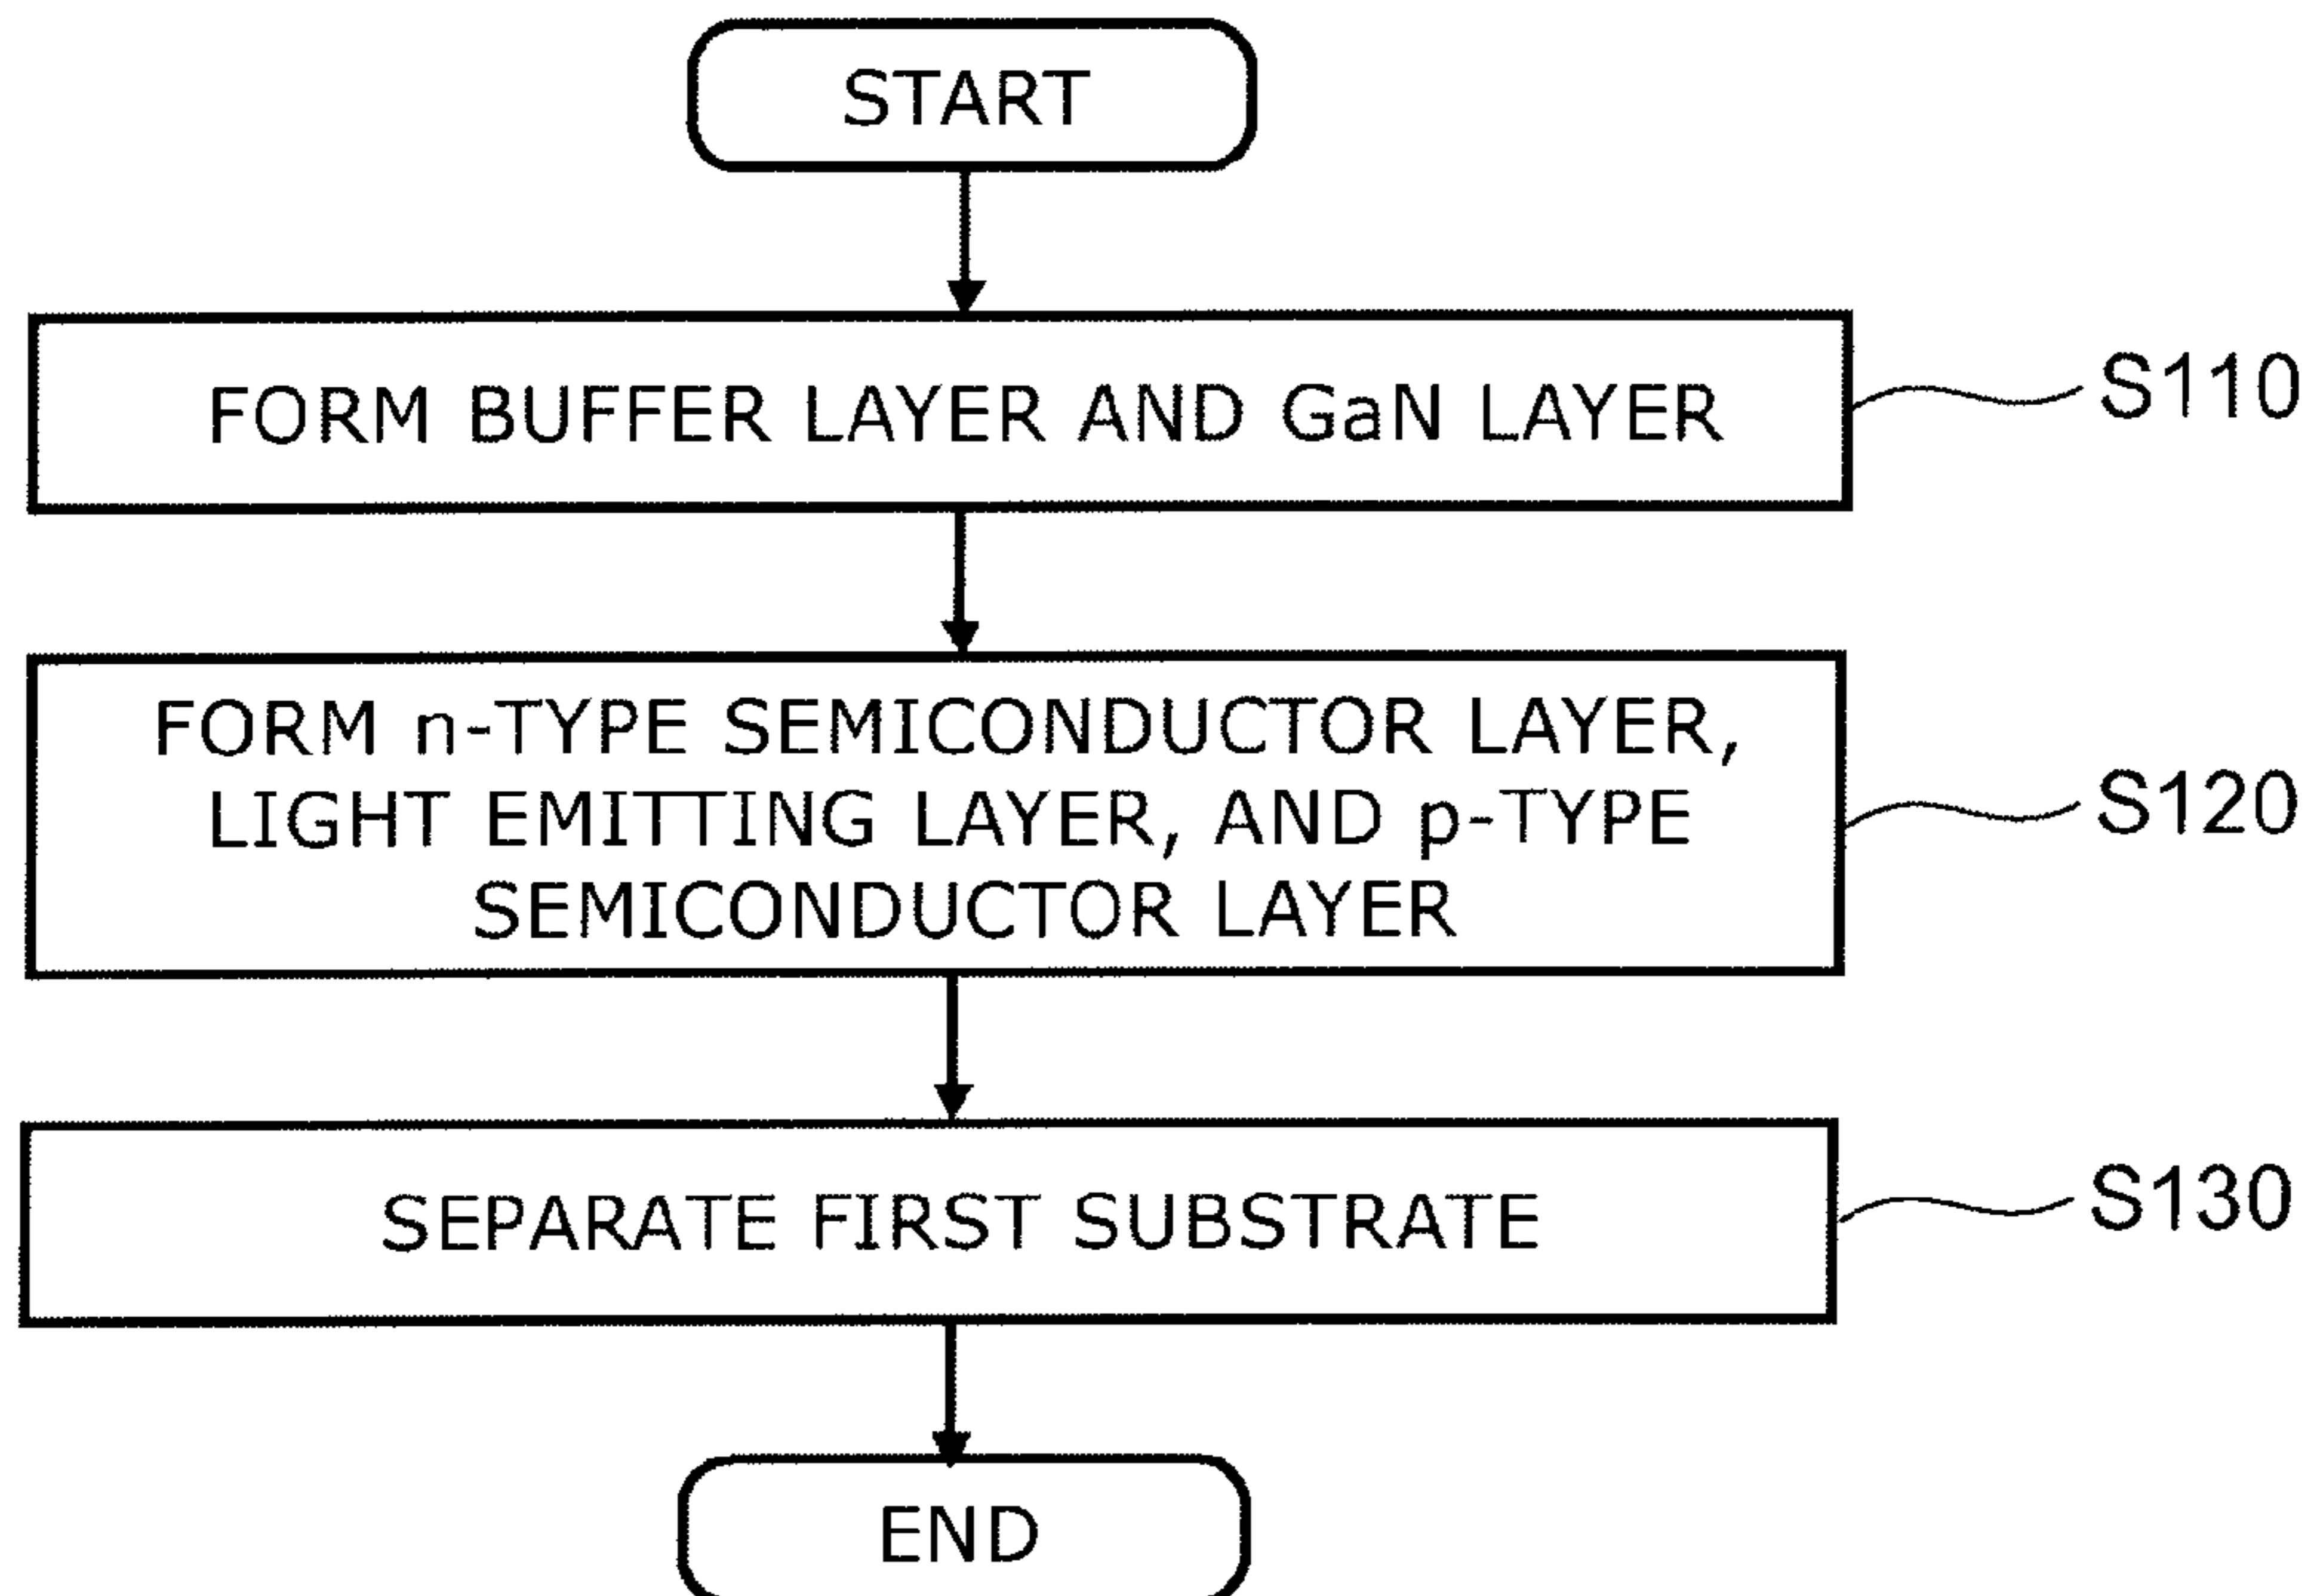 START
FORM BUFFER LAYER AND GaN LAYER
S110
FORM n-TYPE SEMICONDUCTOR LAYER,
LIGHT EMITTING LAYER, AND p-TYPE
SEMICONDUCTOR LAYER
S120
SEPARATE FIRST SUBSTRATE
S130
END